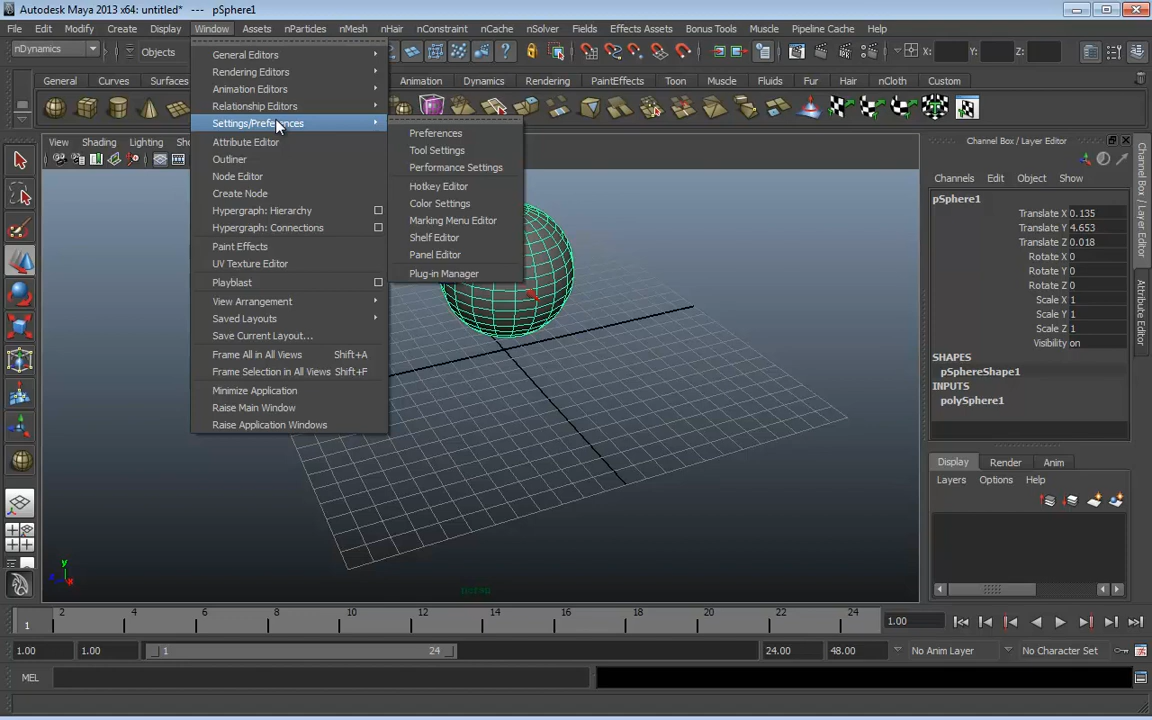 Autodesk Maya 2013 x64: untitled* --- pSphere1
File Edit Modify Create Display Window Assets nParticles nMesh nHair nConstraint nCache nSolver Fields Effects Assets Bonus Tools Muscle Pipeline Cache Help
nDynamics Objects X: Y: Z:
General Curves Surfaces Animation Dynamics Rendering PaintEffects Toon Muscle Fluids Fur Hair nCloth Custom
View Shading Lighting
General Editors
Rendering Editors
Animation Editors
Relationship Editors
Settings/Preferences
Attribute Editor
Outliner
Node Editor
Create Node
Hypergraph: Hierarchy
Hypergraph: Connections
Paint Effects
UV Texture Editor
Playblast
View Arrangement
Saved Layouts
Save Current Layout...
Frame All in All Views Shift+A
Frame Selection in All Views Shift+F
Minimize Application
Raise Main Window
Raise Application Windows
Preferences
Tool Settings
Performance Settings
Hotkey Editor
Color Settings
Marking Menu Editor
Shelf Editor
Panel Editor
Plug-in Manager
Channel Box / Layer Editor
Channels Edit Object Show
pSphere1
Translate X 0.135
Translate Y 4.653
Translate Z 0.018
Rotate X 0
Rotate Y 0
Rotate Z 0
Scale X 1
Scale Y 1
Scale Z 1
Visibility on
SHAPES
pSphereShape1
INPUTS
polySphere1
Channel Box / Layer Editor
Attribute Editor
Display Render Anim
Layers Options Help
y
x
2 4 6 8 10 12 14 16 18 20 22 24
1
1.00
1.00 1.00 1 24 24.00 48.00 No Anim Layer No Character Set
MEL